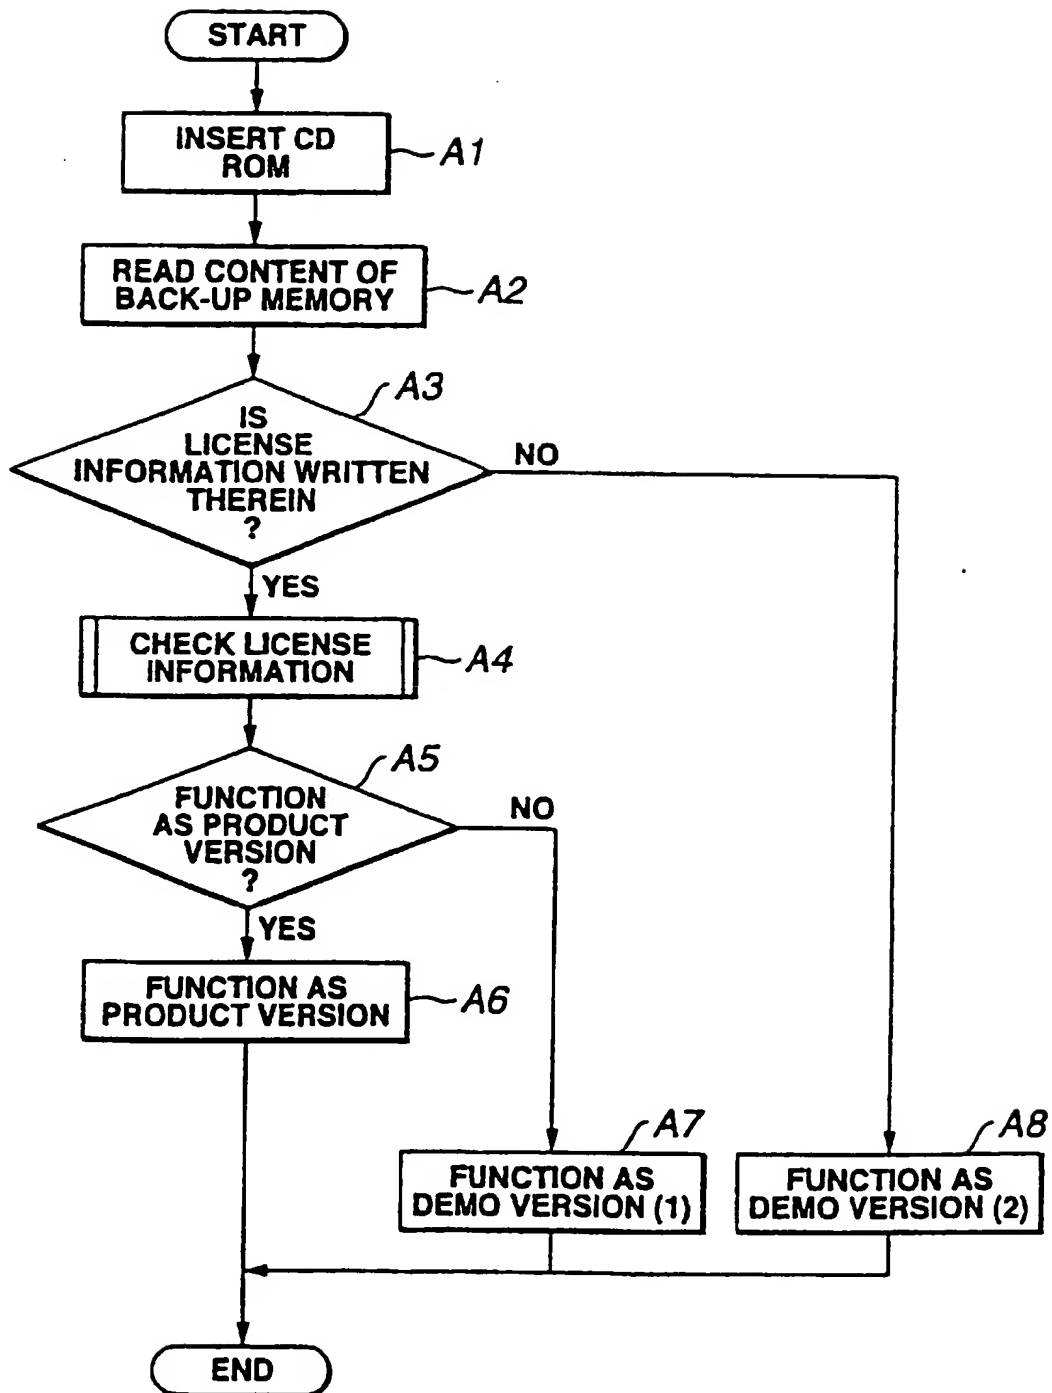 START
INSERT CD
ROM
A1
READ CONTENT OF
BACK-UP MEMORY
A2
A3
IS
LICENSE
INFORMATION WRITTEN
THEREIN
?
NO
YES
CHECK LICENSE
INFORMATION
A4
A5
FUNCTION
AS PRODUCT
VERSION
?
NO
YES
FUNCTION AS
PRODUCT VERSION
A6
A7
FUNCTION AS
DEMO VERSION (1)
A8
FUNCTION AS
DEMO VERSION (2)
END